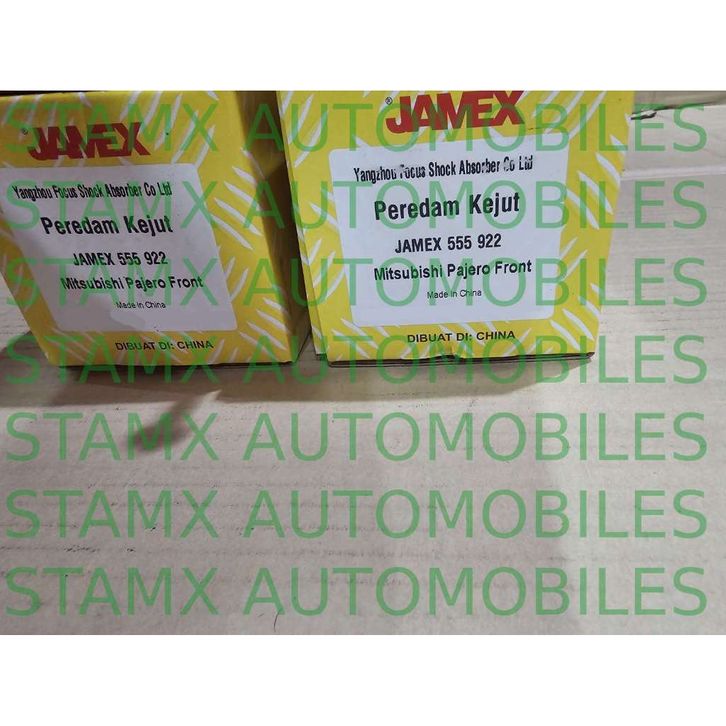 STAMX AUTOMOBILES
STAMX AUTOMOBILES
STAMX AUTOMOBILES
STAMX AUTOMOBILES
STAMX AUTOMOBILES
STAMX AUTOMOBILES
STAMX AUTOMOBILES
STAMX AUTOMOBILES
JAMEX
Yangzhou Focus Shock Absorber Co Ltd
Peredam Kejut
JAMEX 555 922
Mitsubishi Pajero Front
Made in China
DIBUAT DI: CHINA
® JAMEX
Yangzhou Focus Shock Absorber Co Ltd
Peredam Kejut
JAMEX 555 922
Mitsubishi Pajero Front
Made in China
DIBUAT DI: CHINA